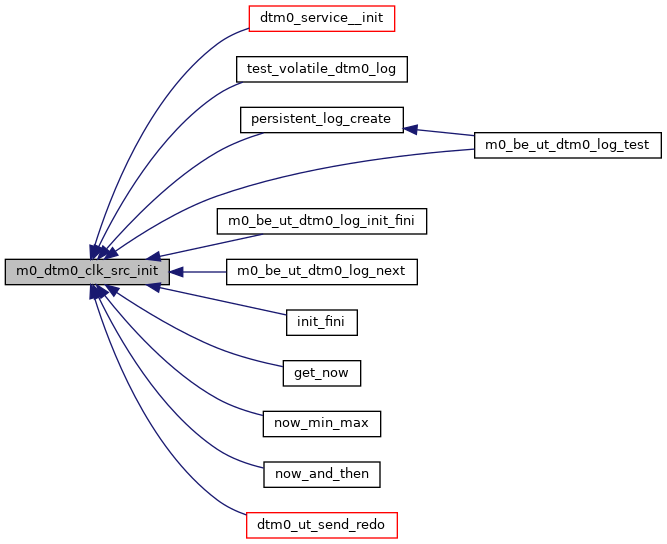 dtm0_service__init
test_volatile_dtm0_log
persistent_log_create
m0_be_ut_dtm0_log_test
m0_be_ut_dtm0_log_init_fini
m0_dtm0_clk_src_init
m0_be_ut_dtm0_log_next
init_fini
get_now
now_min_max
now_and_then
dtm0_ut_send_redo